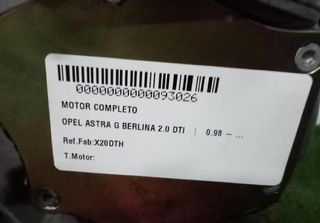 0000000000093026
MOTOR COMPLETO
OPEL ASTRA G BERLINA 2.0 DTI | 0.98 - ...
Ref.Fab:X20DTH
T.Motor: